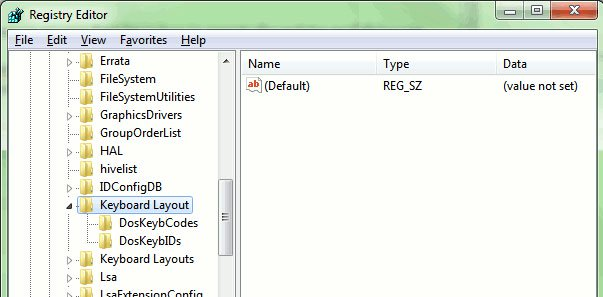 Registry Editor
File Edit View Favorites Help
Errata
FileSystem
FileSystemUtilities
GraphicsDrivers
GroupOrderList
HAL
hivelist
IDConfigDB
Keyboard Layout
DosKeybCodes
DosKeybIDs
Keyboard Layouts
Lsa
LsaExtensionConfig
Name Type Data
ab (Default) REG_SZ (value not set)